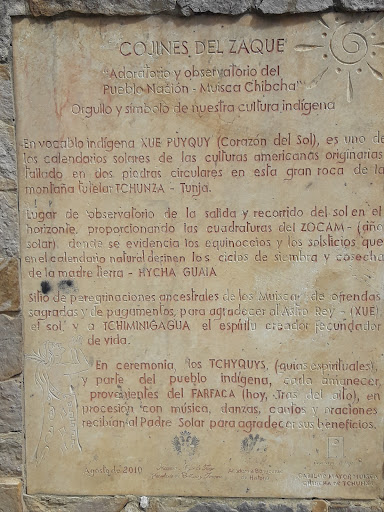 "COJINES DEL ZAQUE"
"Adoratorio y observatorio del
Pueblo Nación - Muisca Chibcha"
Orgullo y símbolo de nuestra cultura indígena
En vocablo indígena XUE PUYQUY (Corazón del Sol), es uno de
los calendarios solares de las culturas americanas originarias
tallado en dos piedras circulares en esta gran roca de la
montaña tutelar TCHUNZA - Tunja.
Lugar de observatorio de la salida y recorrido del sol en el
horizonte, proporcionando las cuadraturas del ZOCAM - (año
solar), donde se evidencia los equinoccios y los solsticios que
en el calendario natural definen los ciclos de siembra y cosecha
de la madre tierra - HYCHA GUAIA
Sitio de peregrinaciones ancestrales de los Muiscas, de ofrendas
sagradas y de pagamentos, para agradecer al Astro Rey - (XUE),
el sol, y a TCHIMINIGAGUA el espíritu creador fecundador
de vida.
En ceremonia, los TCHYQUYS, (guías espirituales),
y parte del pueblo indígena, cada amanecer,
provenientes del FARFACA (hoy, tras del alto), en
procesión con música, danzas, cantos y oraciones
recibían al Padre Solar para agradecer sus beneficios.
Agosto de 2010
CABILDO MAYOR MUISCA
CHIBCHA DE TCHUNZA